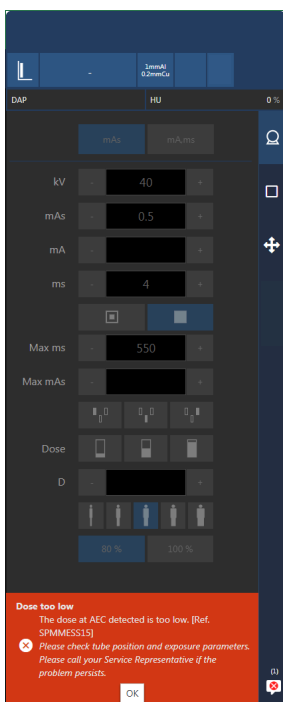 -
1mmAl
0.2mmCu
DAP HU 0 %
mAs mA,ms
kV - 40 +
mAs - 0.5 +
mA - +
ms - 4 +
Max ms - 550 +
Max mAs - +
Dose
D - +
80 % 100 %
Dose too low
The dose at AEC detected is too low. [Ref.
SPMMESS15]
Please check tube position and exposure parameters.
Please call your Service Representative if the
problem persists.
OK
(1)